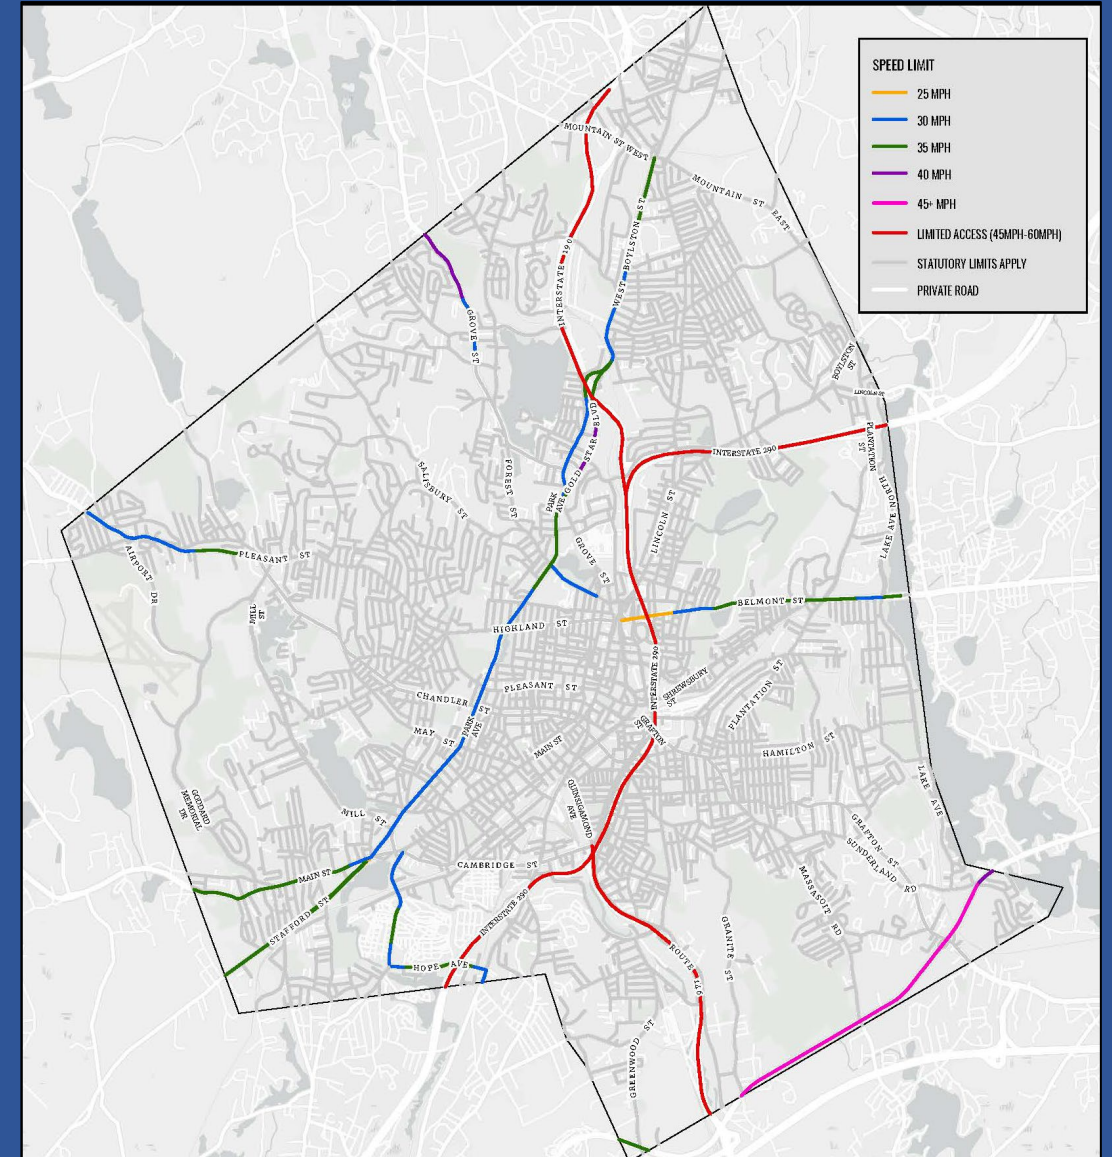 SPEED LIMIT
25 MPH
30 MPH
35 MPH
40 MPH
45+ MPH
LIMITED ACCESS (45MPH-60MPH)
STATUTORY LIMITS APPLY
PRIVATE ROAD
MOUNTAIN ST WEST
MOUNTAIN ST EAST
INTERSTATE 190
WEST BOYLSTON ST
GROVE ST
BOYLSTON ST
LINCOLN ST
GOLD STAR BLVD
INTERSTATE 290
PLANTATION ST
NORTH
LAKE AVE
SALISBURY ST
FOREST ST
PARK AVE
LINCOLN ST
GROVE ST
PLEASANT ST
AIRPORT DR
MILL ST
BELMONT ST
HIGHLAND ST
INTERSTATE 290
SHREWSBURY ST
PLANTATION ST
PLEASANT ST
CHANDLER ST
PARK AVE
MAY ST
GRAFTON ST
MAIN ST
HAMILTON ST
LAKE AVE
GODDARD MEMORIAL DR
QUINSIGAMOND AVE
MILL ST
GRAFTON ST
SUNDERLAND RD
CAMBRIDGE ST
MAIN ST
MASSASOIT RD
STAFFORD ST
INTERSTATE 290
GRANITE ST
ROUTE 146
HOPE AVE
GREENWOOD ST